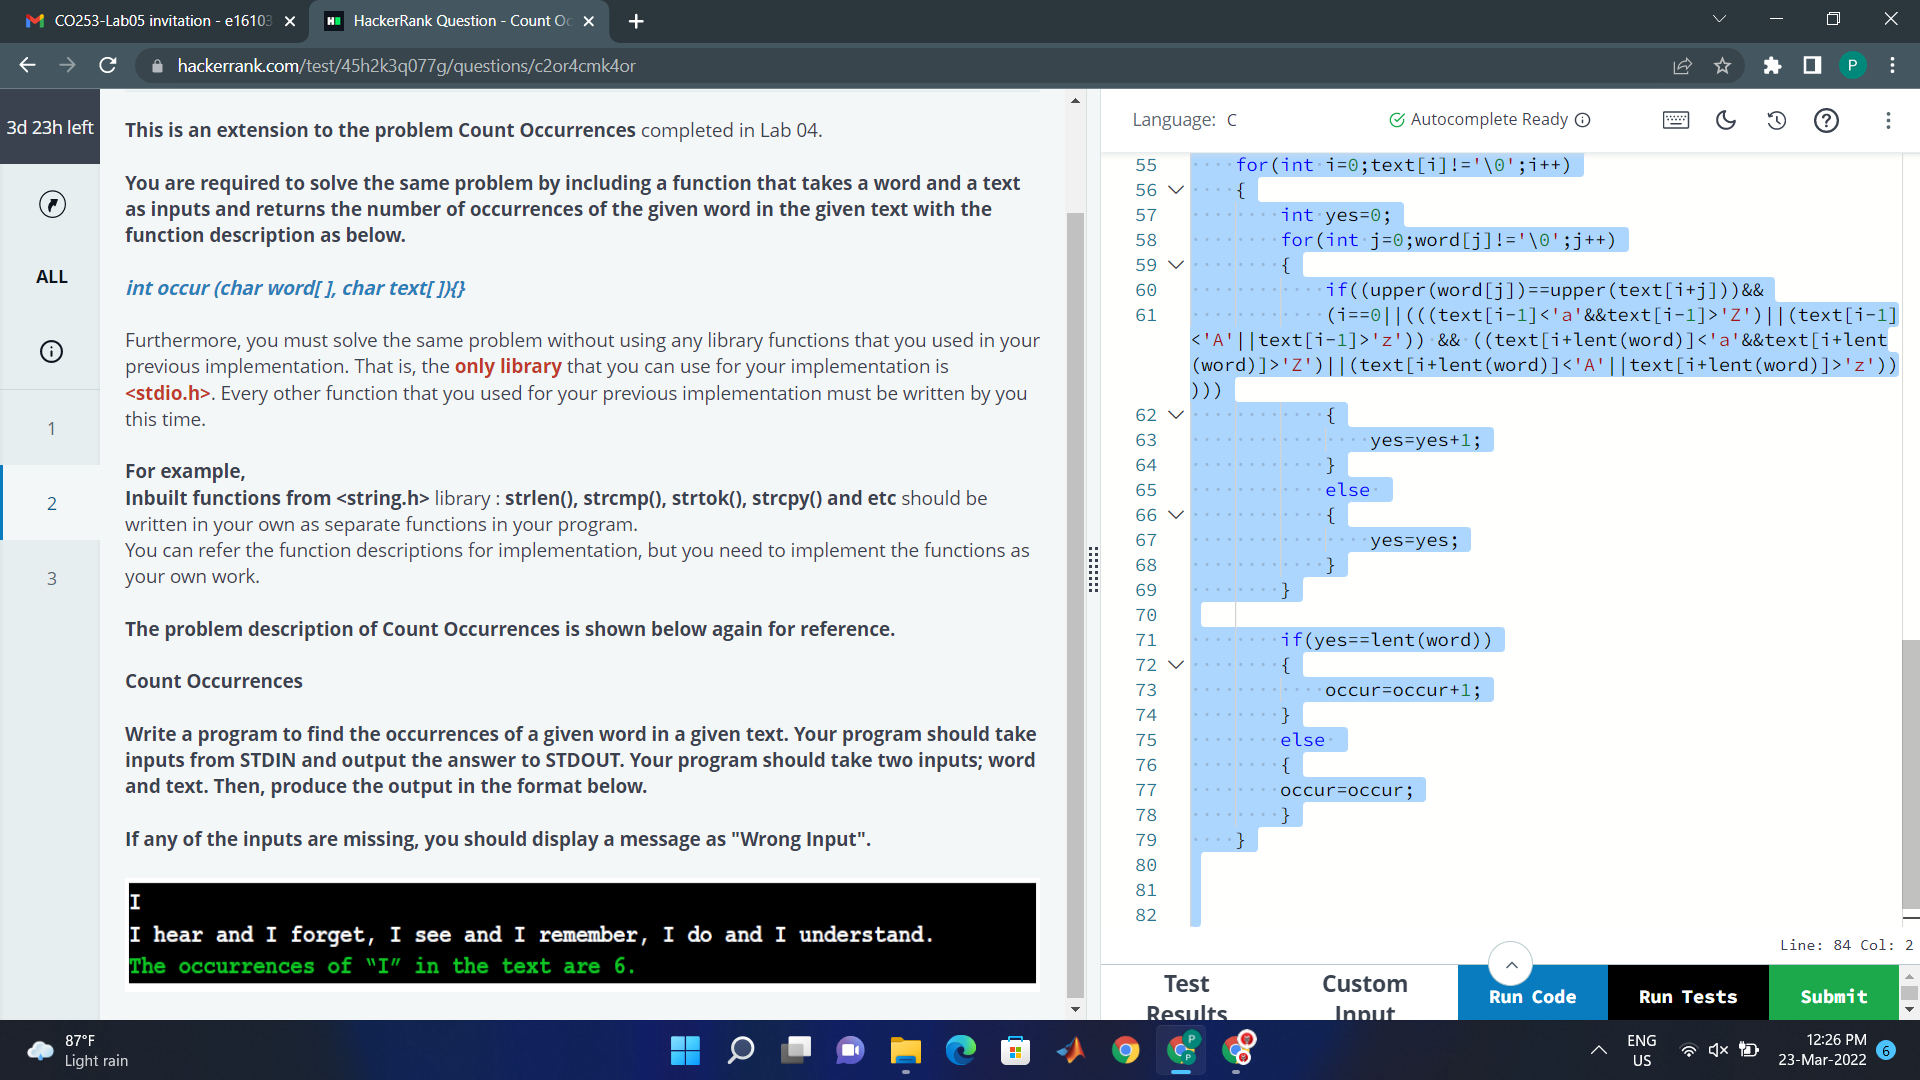 CO253-Lab05 invitation - e16103
HackerRank Question - Count Oc
hackerrank.com/test/45h2k3q077g/questions/c2or4cmk4or
P
3d 23h left
ALL
1
2
3
This is an extension to the problem Count Occurrences completed in Lab 04.
You are required to solve the same problem by including a function that takes a word and a text
as inputs and returns the number of occurrences of the given word in the given text with the
function description as below.
int occur (char word[ ], char text[ ]){}
Furthermore, you must solve the same problem without using any library functions that you used in your
previous implementation. That is, the only library that you can use for your implementation is
<stdio.h>. Every other function that you used for your previous implementation must be written by you
this time.
For example,
Inbuilt functions from <string.h> library : strlen(), strcmp(), strtok(), strcpy() and etc should be
written in your own as separate functions in your program.
You can refer the function descriptions for implementation, but you need to implement the functions as
your own work.
The problem description of Count Occurrences is shown below again for reference.
Count Occurrences
Write a program to find the occurrences of a given word in a given text. Your program should take
inputs from STDIN and output the answer to STDOUT. Your program should take two inputs; word
and text. Then, produce the output in the format below.
If any of the inputs are missing, you should display a message as "Wrong Input".
I
I hear and I forget, I see and I remember, I do and I understand.
The occurrences of “I” in the text are 6.
Language: C
Autocomplete Ready
55 for(int i=0;text[i]!='\0';i++)
56 {
57 int yes=0;
58 for(int j=0;word[j]!='\0';j++)
59 {
60 if((upper(word[j])==upper(text[i+j]))&&
61 (i==0||(((text[i-1]<'a'&&text[i-1]>'Z')||(text[i-1]
<'A'||text[i-1]>'z')) && ((text[i+lent(word)]<'a'&&text[i+lent
(word)]>'Z')||(text[i+lent(word)]<'A'||text[i+lent(word)]>'z'))
)))
62 {
63 yes=yes+1;
64 }
65 else
66 {
67 yes=yes;
68 }
69 }
70
71 if(yes==lent(word))
72 {
73 occur=occur+1;
74 }
75 else
76 {
77 occur=occur;
78 }
79 }
80
81
82
Line: 84 Col: 2
Test Results
Custom Input
Run Code
Run Tests
Submit
87°F
Light rain
ENG
US
12:26 PM
23-Mar-2022
6